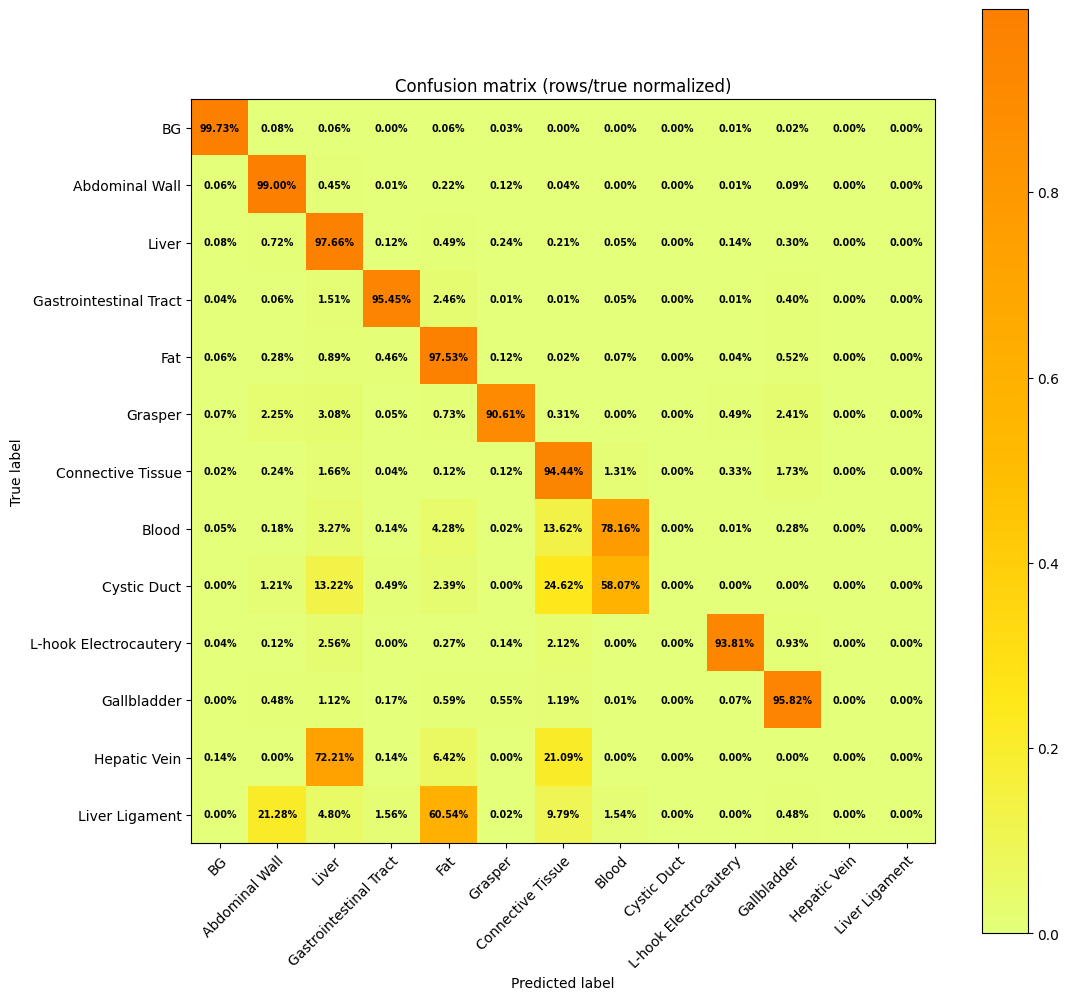 Confusion matrix (rows/true normalized)
True label
BG 99.73% 0.08% 0.06% 0.00% 0.06% 0.03% 0.00% 0.00% 0.00% 0.01% 0.02% 0.00% 0.00%
Abdominal Wall 0.06% 99.00% 0.45% 0.01% 0.22% 0.12% 0.04% 0.00% 0.01% 0.09% 0.00% 0.00%
Liver 0.08% 0.72% 97.66% 0.12% 0.49% 0.24% 0.21% 0.05% 0.00% 0.14% 0.30% 0.00% 0.00%
Gastrointestinal Tract 0.04% 0.06% 1.51% 95.45% 2.46% 0.01% 0.01% 0.05% 0.00% 0.01% 0.40% 0.00% 0.00%
Fat 0.06% 0.28% 0.89% 0.46% 97.53% 0.12% 0.02% 0.07% 0.00% 0.04% 0.52% 0.00% 0.00%
Grasper 0.07% 2.25% 3.08% 0.05% 0.73% 90.61% 0.31% 0.00% 0.00% 0.49% 2.41% 0.00% 0.00%
Connective Tissue 0.02% 0.24% 1.66% 0.04% 0.12% 0.12% 94.44% 1.31% 0.00% 0.33% 1.73% 0.00% 0.00%
Blood 0.05% 0.18% 3.27% 0.14% 4.28% 0.02% 13.62% 78.16% 0.00% 0.01% 0.28% 0.00% 0.00%
Cystic Duct 0.00% 1.21% 13.22% 0.49% 2.39% 0.00% 24.62% 58.07% 0.00% 0.00% 0.00% 0.00% 0.00%
L-hook Electrocautery 0.04% 0.12% 2.56% 0.00% 0.27% 0.14% 2.12% 0.00% 0.00% 93.81% 0.93% 0.00% 0.00%
Gallbladder 0.00% 0.48% 1.12% 0.17% 0.59% 0.55% 1.19% 0.01% 0.00% 0.07% 95.82% 0.00% 0.00%
Hepatic Vein 0.14% 0.00% 72.21% 0.14% 6.42% 0.00% 21.09% 0.00% 0.00% 0.00% 0.00% 0.00% 0.00%
Liver Ligament 0.00% 21.28% 4.80% 1.56% 60.54% 0.02% 9.79% 1.54% 0.00% 0.00% 0.48% 0.00% 0.00%
BG Abdominal Wall Liver Gastrointestinal Tract Fat Grasper Connective Tissue Blood Cystic Duct L-hook Electrocautery Gallbladder Hepatic Vein Liver Ligament
Predicted label
0.8
0.6
0.4
0.2
0.0